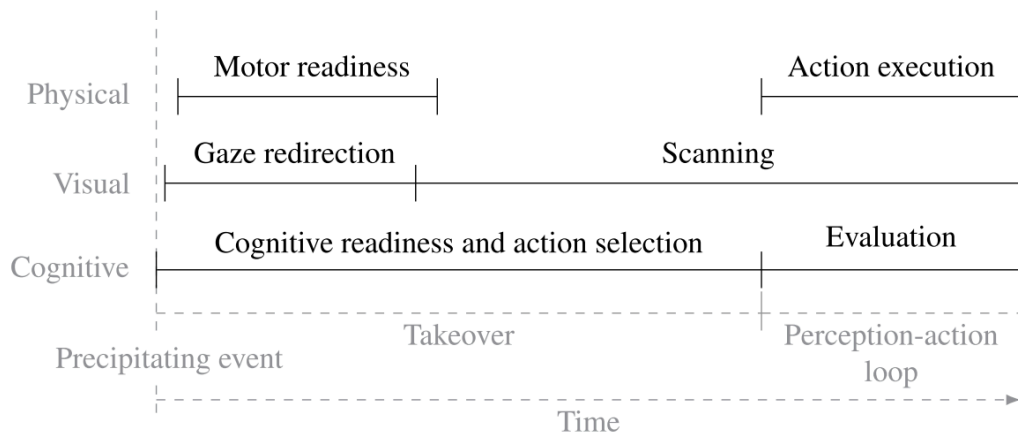 Motor readiness
Action execution
Physical
Gaze redirection
Scanning
Visual
Cognitive readiness and action selection
Evaluation
Cognitive
Takeover
Perception-action
loop
Precipitating event
Time